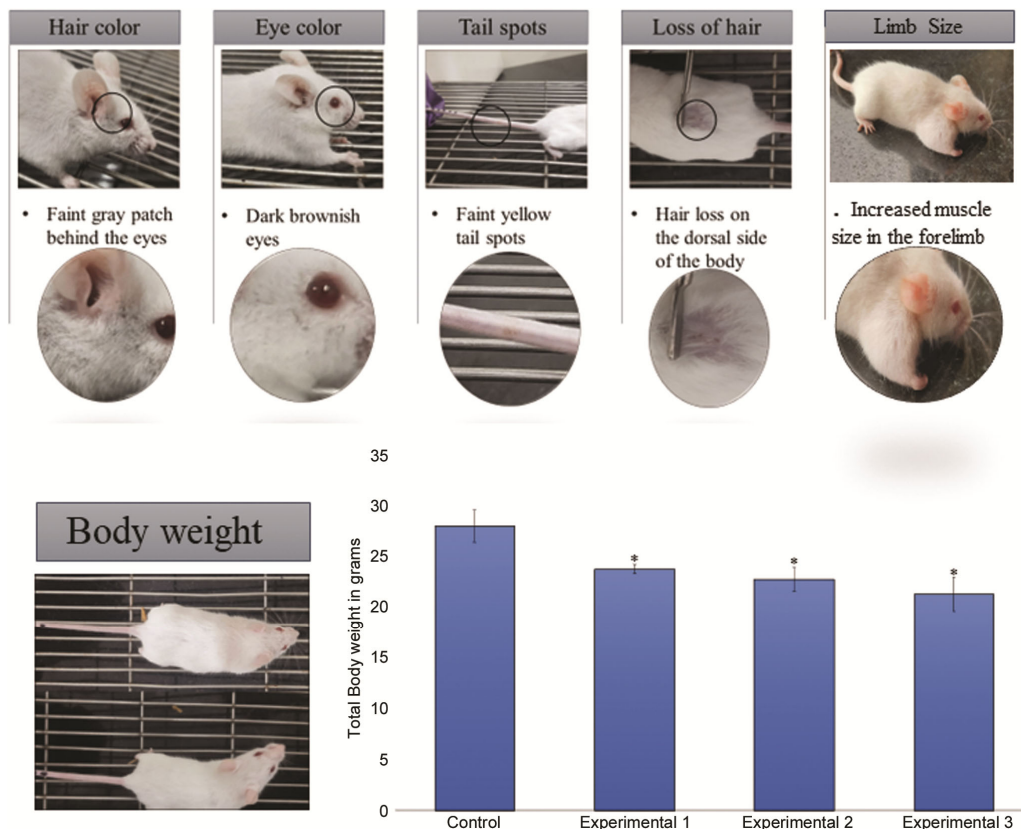 Hair color
Eye color
Tail spots
Loss of hair
Limb Size
• Faint gray patch
behind the eyes
• Dark brownish
eyes
• Faint yellow
tail spots
• Hair loss on
the dorsal side
of the body
. Increased muscle
size in the forelimb
Body weight
Total Body weight in grams
35
30
25
20
15
10
5
0
*
*
*
Control
Experimental 1
Experimental 2
Experimental 3